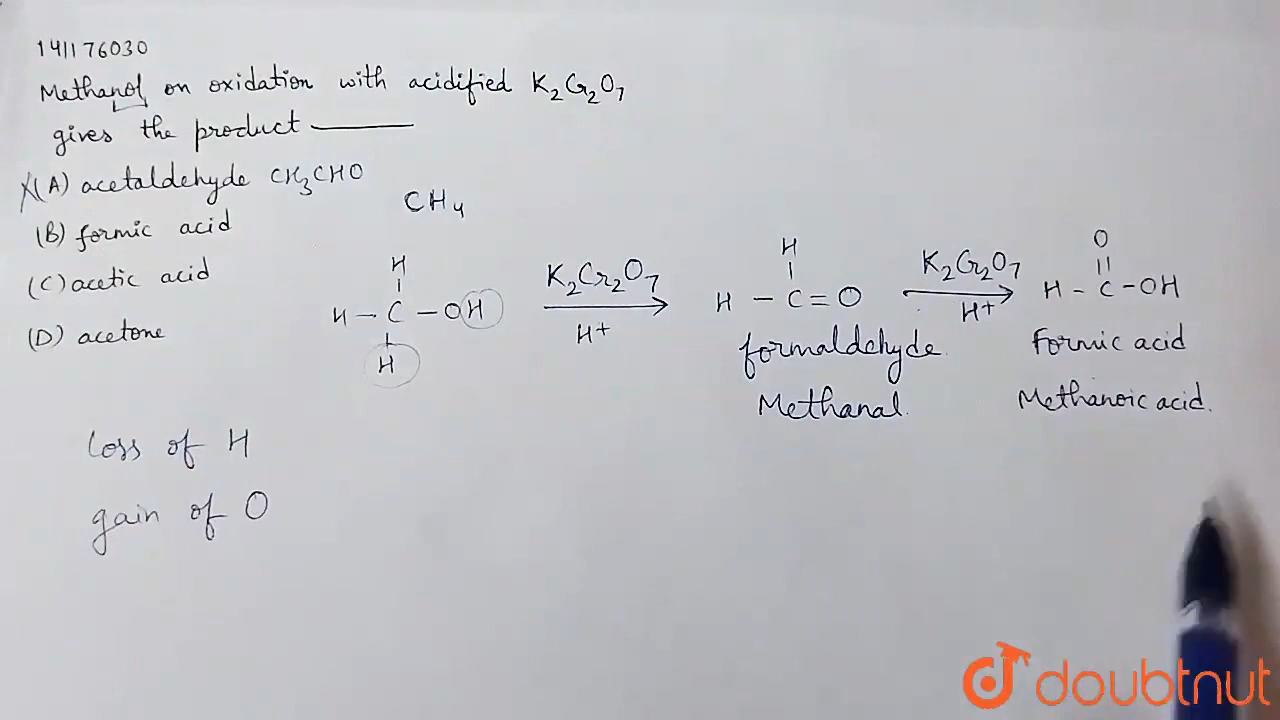 141176030
Methanol on oxidation with acidified K2Cr2O7
gives the product ———
X(A) acetaldehyde CH3CHO
(B) formic acid
(C) acetic acid
(D) acetone
CH4
H
H – C – OH
H
K2Cr2O7
H+
H
H – C = O
formaldehyde
Methanal.
K2Cr2O7
H+
O
H – C – OH
Formic acid
Methanoic acid.
loss of H
gain of O
doubtnut